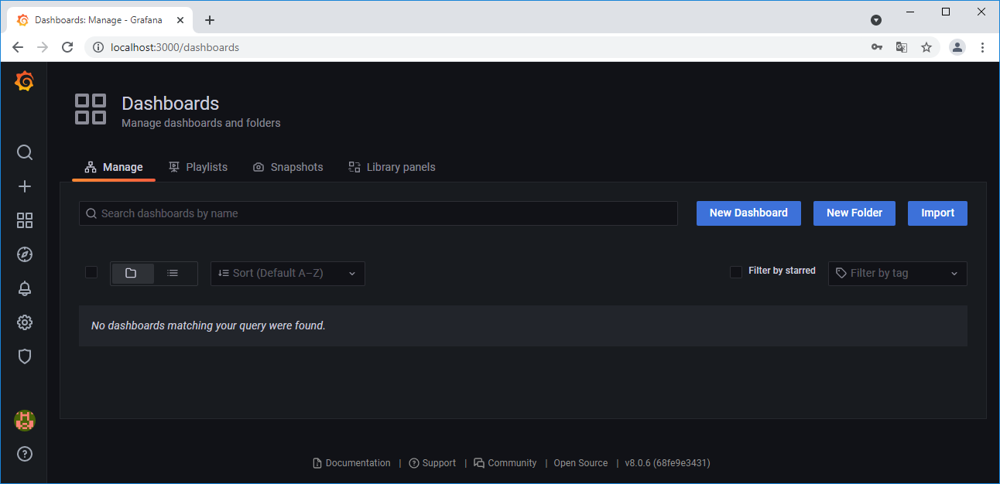 Dashboards: Manage - Grafana
localhost:3000/dashboards
Dashboards
Manage dashboards and folders
Manage Playlists Snapshots Library panels
Search dashboards by name New Dashboard New Folder Import
Sort (Default A–Z) Filter by starred Filter by tag
No dashboards matching your query were found.
Documentation | Support | Community | Open Source | v8.0.6 (68fe9e3431)